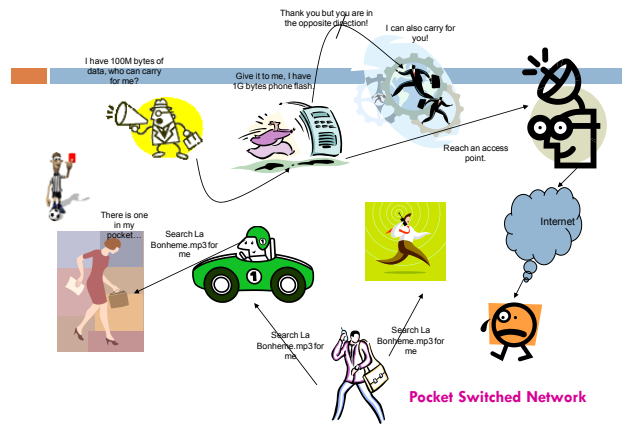 Thank you but you are in
the opposite direction!
I can also carry for
you!
I have 100M bytes of
data, who can carry
for me?
Give it to me, I have
1G bytes phone flash.
Reach an access
point.
Internet
There is one
in my
pocket…
Search La
Bonheme.mp3 for
me
1
1
Search La
Bonheme.mp3 for
me
Search La
Bonheme.mp3 for
me
Pocket Switched Network